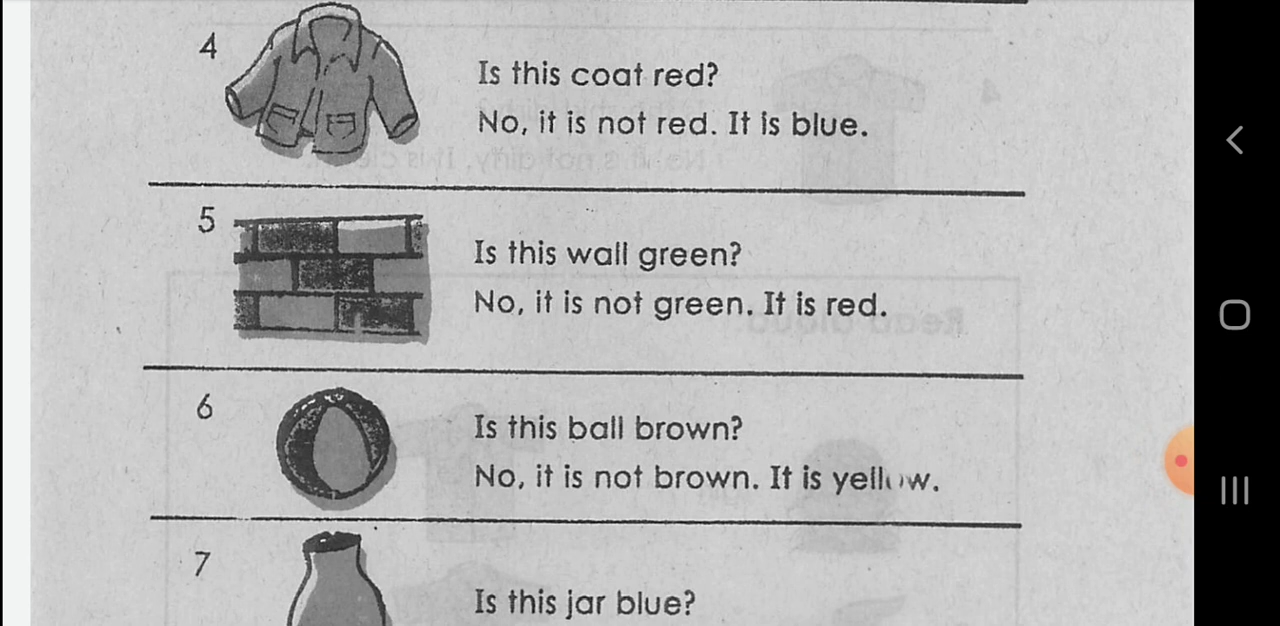 4
Is this coat red?
No, it is not red. It is blue.
5
Is this wall green?
No, it is not green. It is red.
6
Is this ball brown?
No, it is not brown. It is yellow.
7
Is this jar blue?